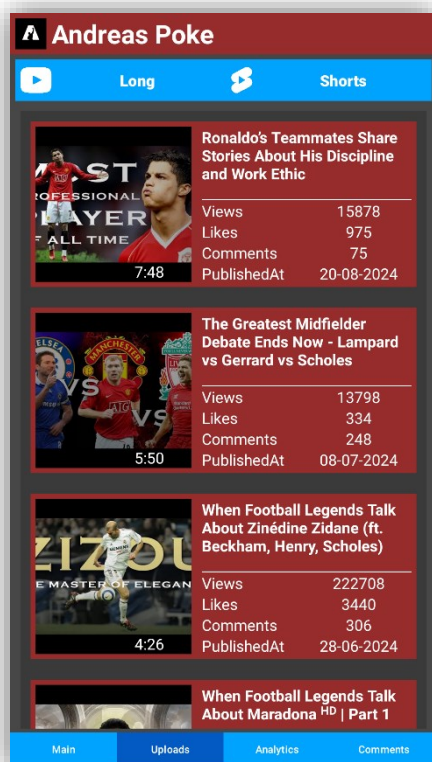 Andreas Poke
Long Shorts
MOST
PROFESSIONAL
PLAYER
OF ALL TIME
7:48
Ronaldo's Teammates Share
Stories About His Discipline
and Work Ethic
Views 15878
Likes 975
Comments 75
PublishedAt 20-08-2024
CHELSEA
MANCHESTER
VS
VS
5:50
The Greatest Midfielder
Debate Ends Now - Lampard
vs Gerrard vs Scholes
Views 13798
Likes 334
Comments 248
PublishedAt 08-07-2024
ZIZOU
E MASTER OF ELEGAN
4:26
When Football Legends Talk
About Zinédine Zidane (ft.
Beckham, Henry, Scholes)
Views 222708
Likes 3440
Comments 306
PublishedAt 28-06-2024
When Football Legends Talk
About Maradona ᴴᴰ | Part 1
Main Uploads Analytics Comments